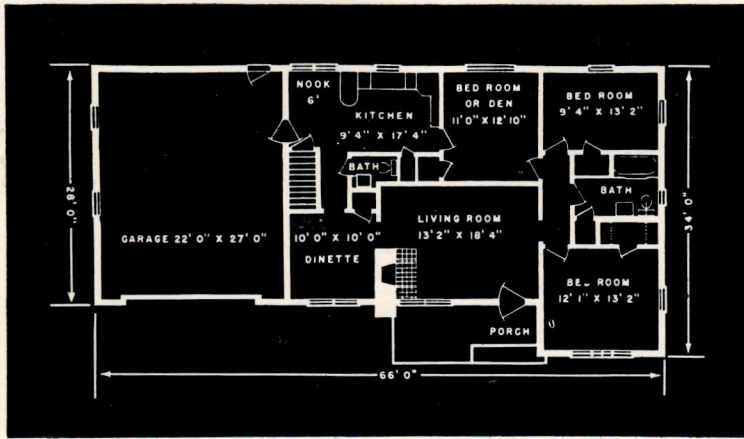 NOOK
6'
KITCHEN
9' 4" X 17' 4"
BED ROOM
OR DEN
11' 0" X 12' 10"
BED ROOM
9' 4" X 13' 2"
BATH
BATH
28' 0"
34' 0"
GARAGE 22' 0" X 27' 0"
10' 0" X 10' 0"
DINETTE
LIVING ROOM
13' 2" X 18' 4"
BED ROOM
12' 1" X 13' 2"
PORCH
66' 0"